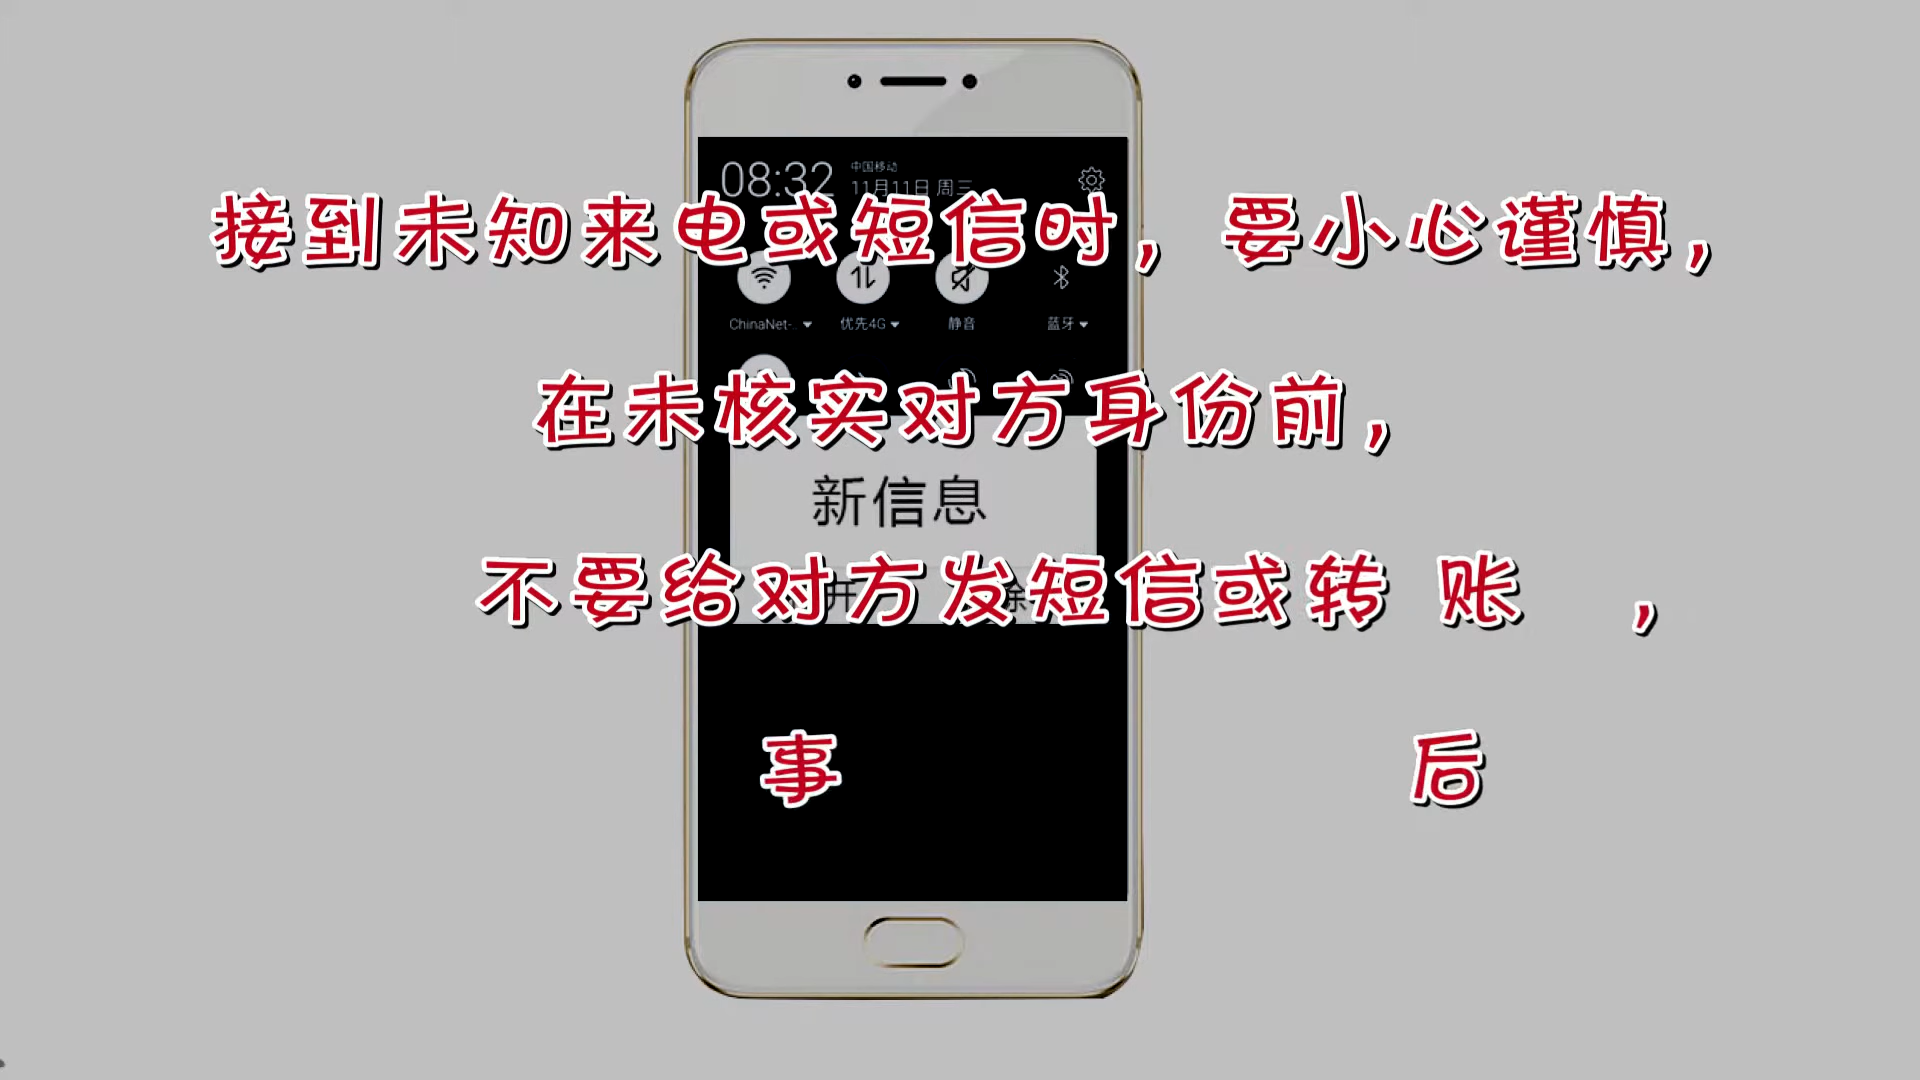 08:32
中国移动
11月11日 周三
接到未知来电或短信时，要小心谨慎，
ChinaNet-
优先4G
静音
蓝牙
在未核实对方身份前，
新信息
不要给对方发短信或转 账 ，
开
除
事 后